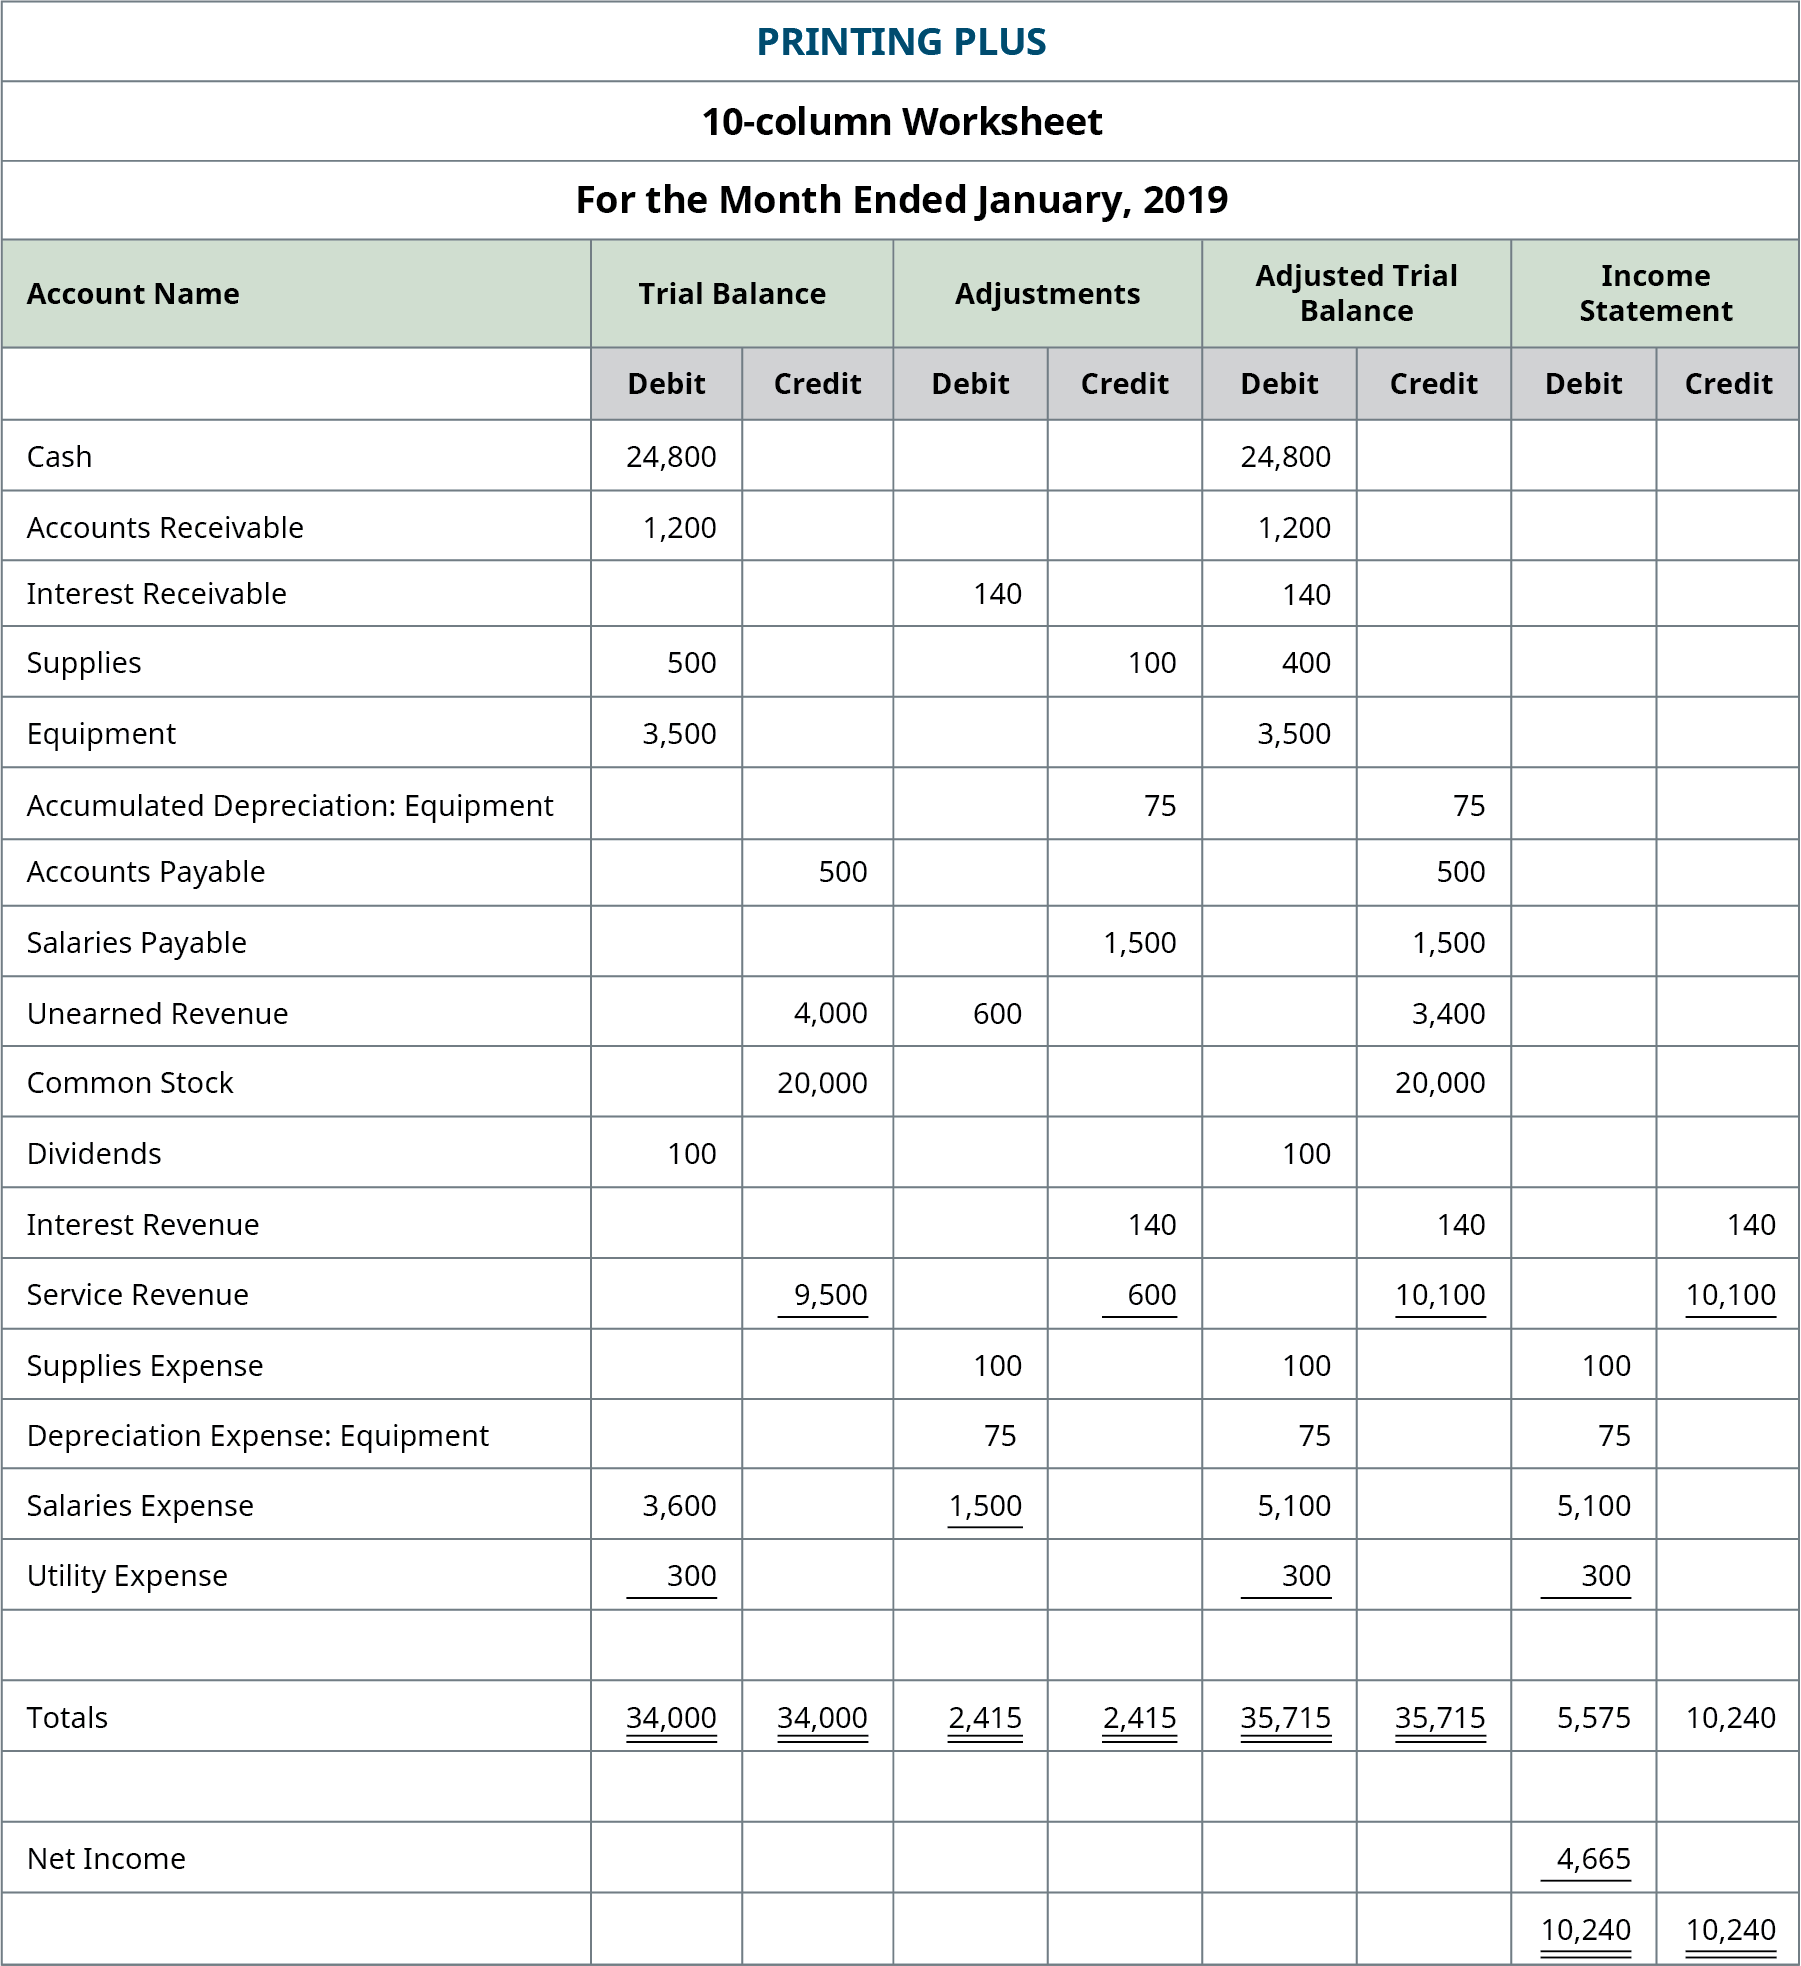 PRINTING PLUS
10-column Worksheet
For the Month Ended January, 2019
Account Name Trial Balance Adjustments Adjusted Trial Balance Income Statement
Debit Credit Debit Credit Debit Credit Debit Credit
Cash 24,800 24,800
Accounts Receivable 1,200 1,200
Interest Receivable 140 140
Supplies 500 100 400
Equipment 3,500 3,500
Accumulated Depreciation: Equipment 75 75
Accounts Payable 500 500
Salaries Payable 1,500 1,500
Unearned Revenue 4,000 600 3,400
Common Stock 20,000 20,000
Dividends 100 100
Interest Revenue 140 140 140
Service Revenue 9,500 600 10,100 10,100
Supplies Expense 100 100 100
Depreciation Expense: Equipment 75 75 75
Salaries Expense 3,600 1,500 5,100 5,100
Utility Expense 300 300 300
Totals 34,000 34,000 2,415 2,415 35,715 35,715 5,575 10,240
Net Income 4,665
10,240 10,240